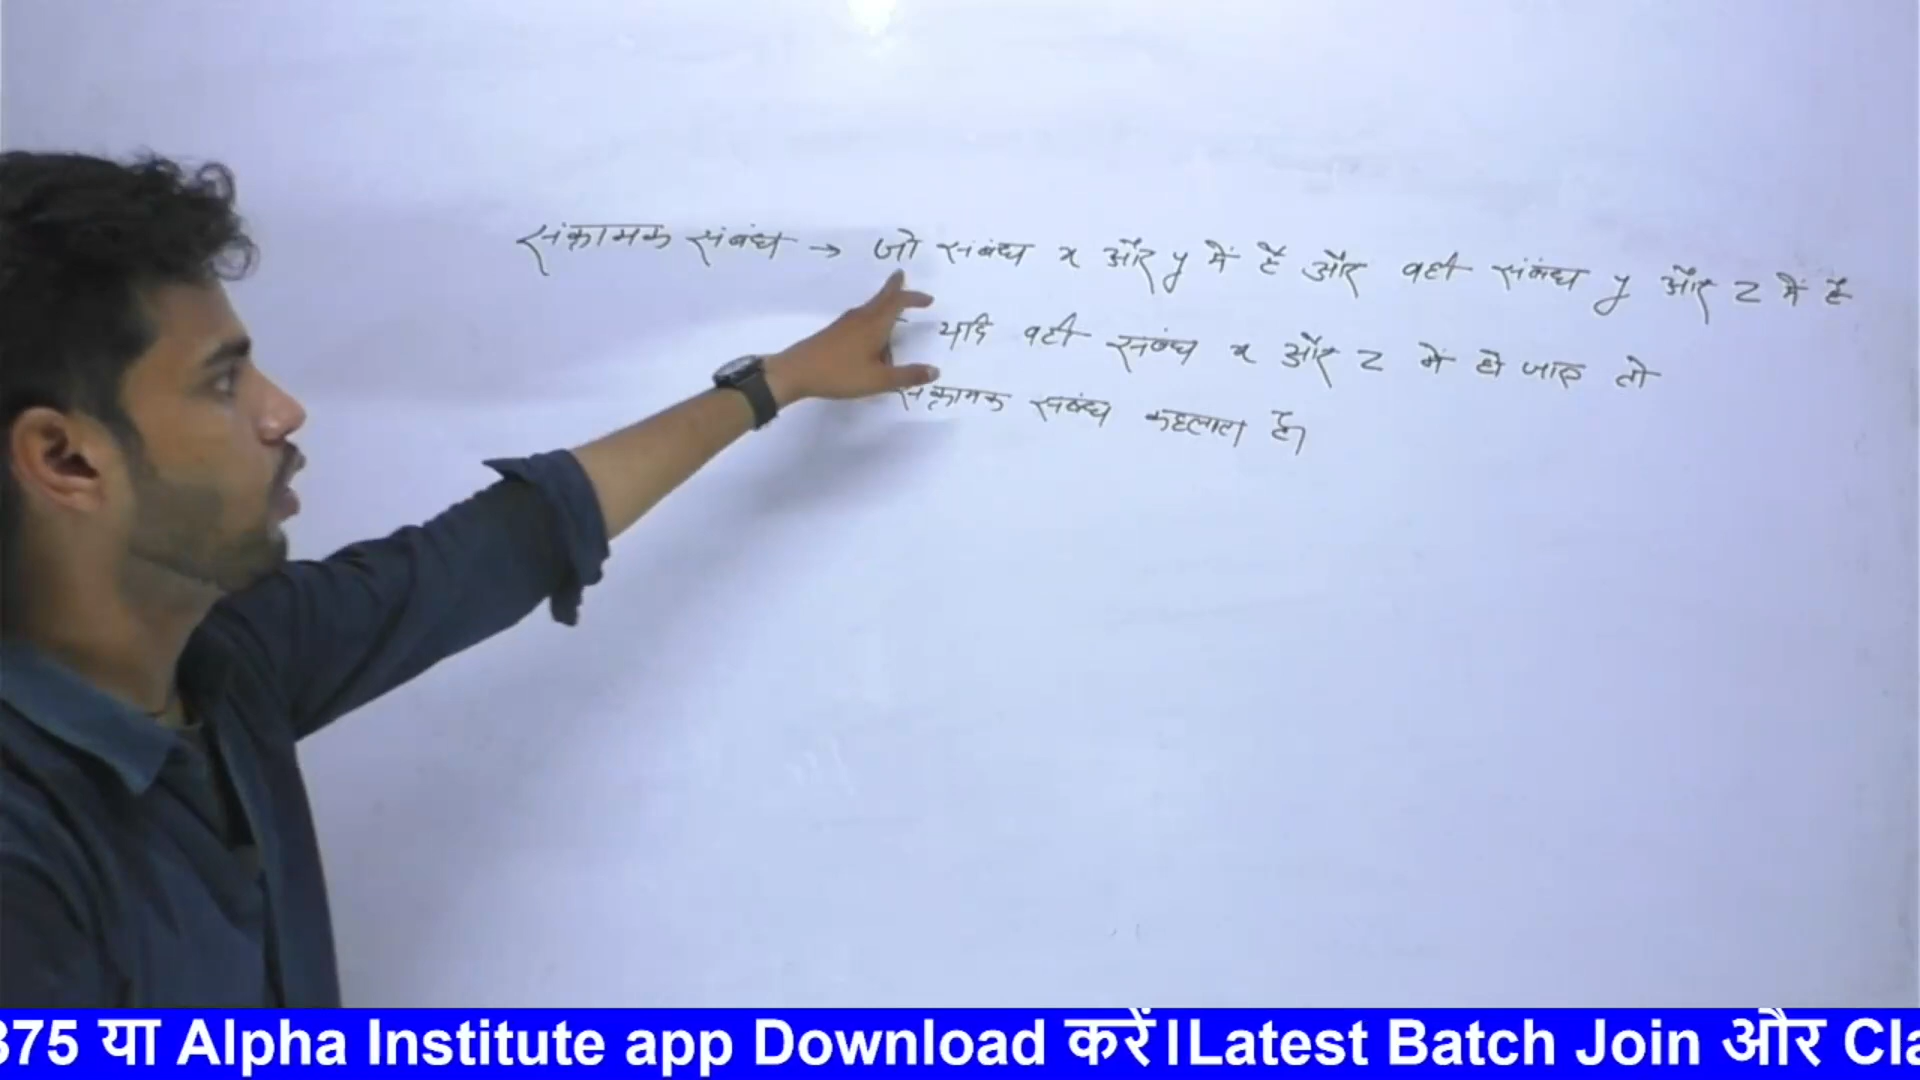 संक्रामक संबंध → जो संबंध x और y में है और वही संबंध y और z में है
यदि वही संबंध x और z में हो जाए तो
संक्रामक संबंध कहलाता है।
375 या Alpha Institute app Download करें।Latest Batch Join और Cla